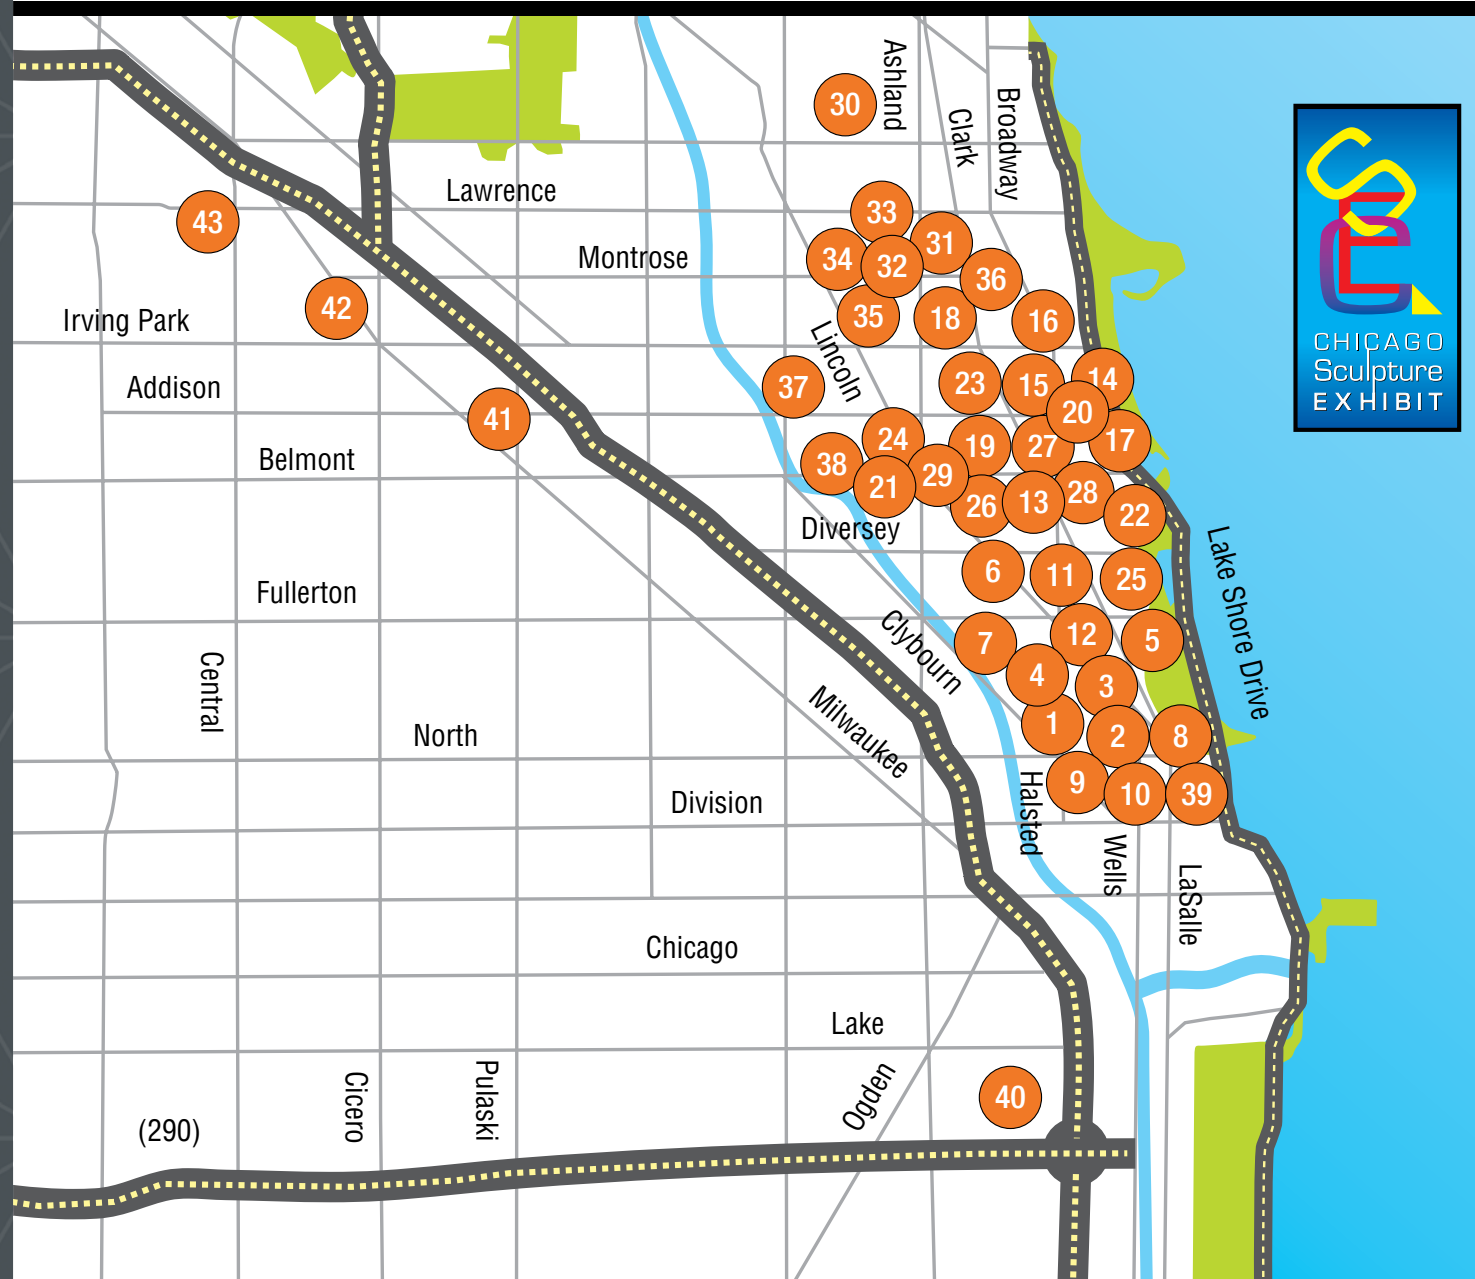 Ashland
30
Broadway
Clark
Lawrence
33
43
31
Montrose
34
32
36
42
35
18
16
Irving Park
Lincoln
CHICAGO
Sculpture
EXHIBIT
Addison
37
23
15
14
20
41
24
19
27
17
Belmont
38
29
21
26
13
28
22
Diversey
6
11
25
Fullerton
Lake Shore Drive
Clybourn
7
12
5
Central
4
3
1
2
8
North
Milwaukee
9
10
39
Division
Halsted
Wells
LaSalle
Chicago
Lake
Ogden
40
Cicero
Pulaski
(290)